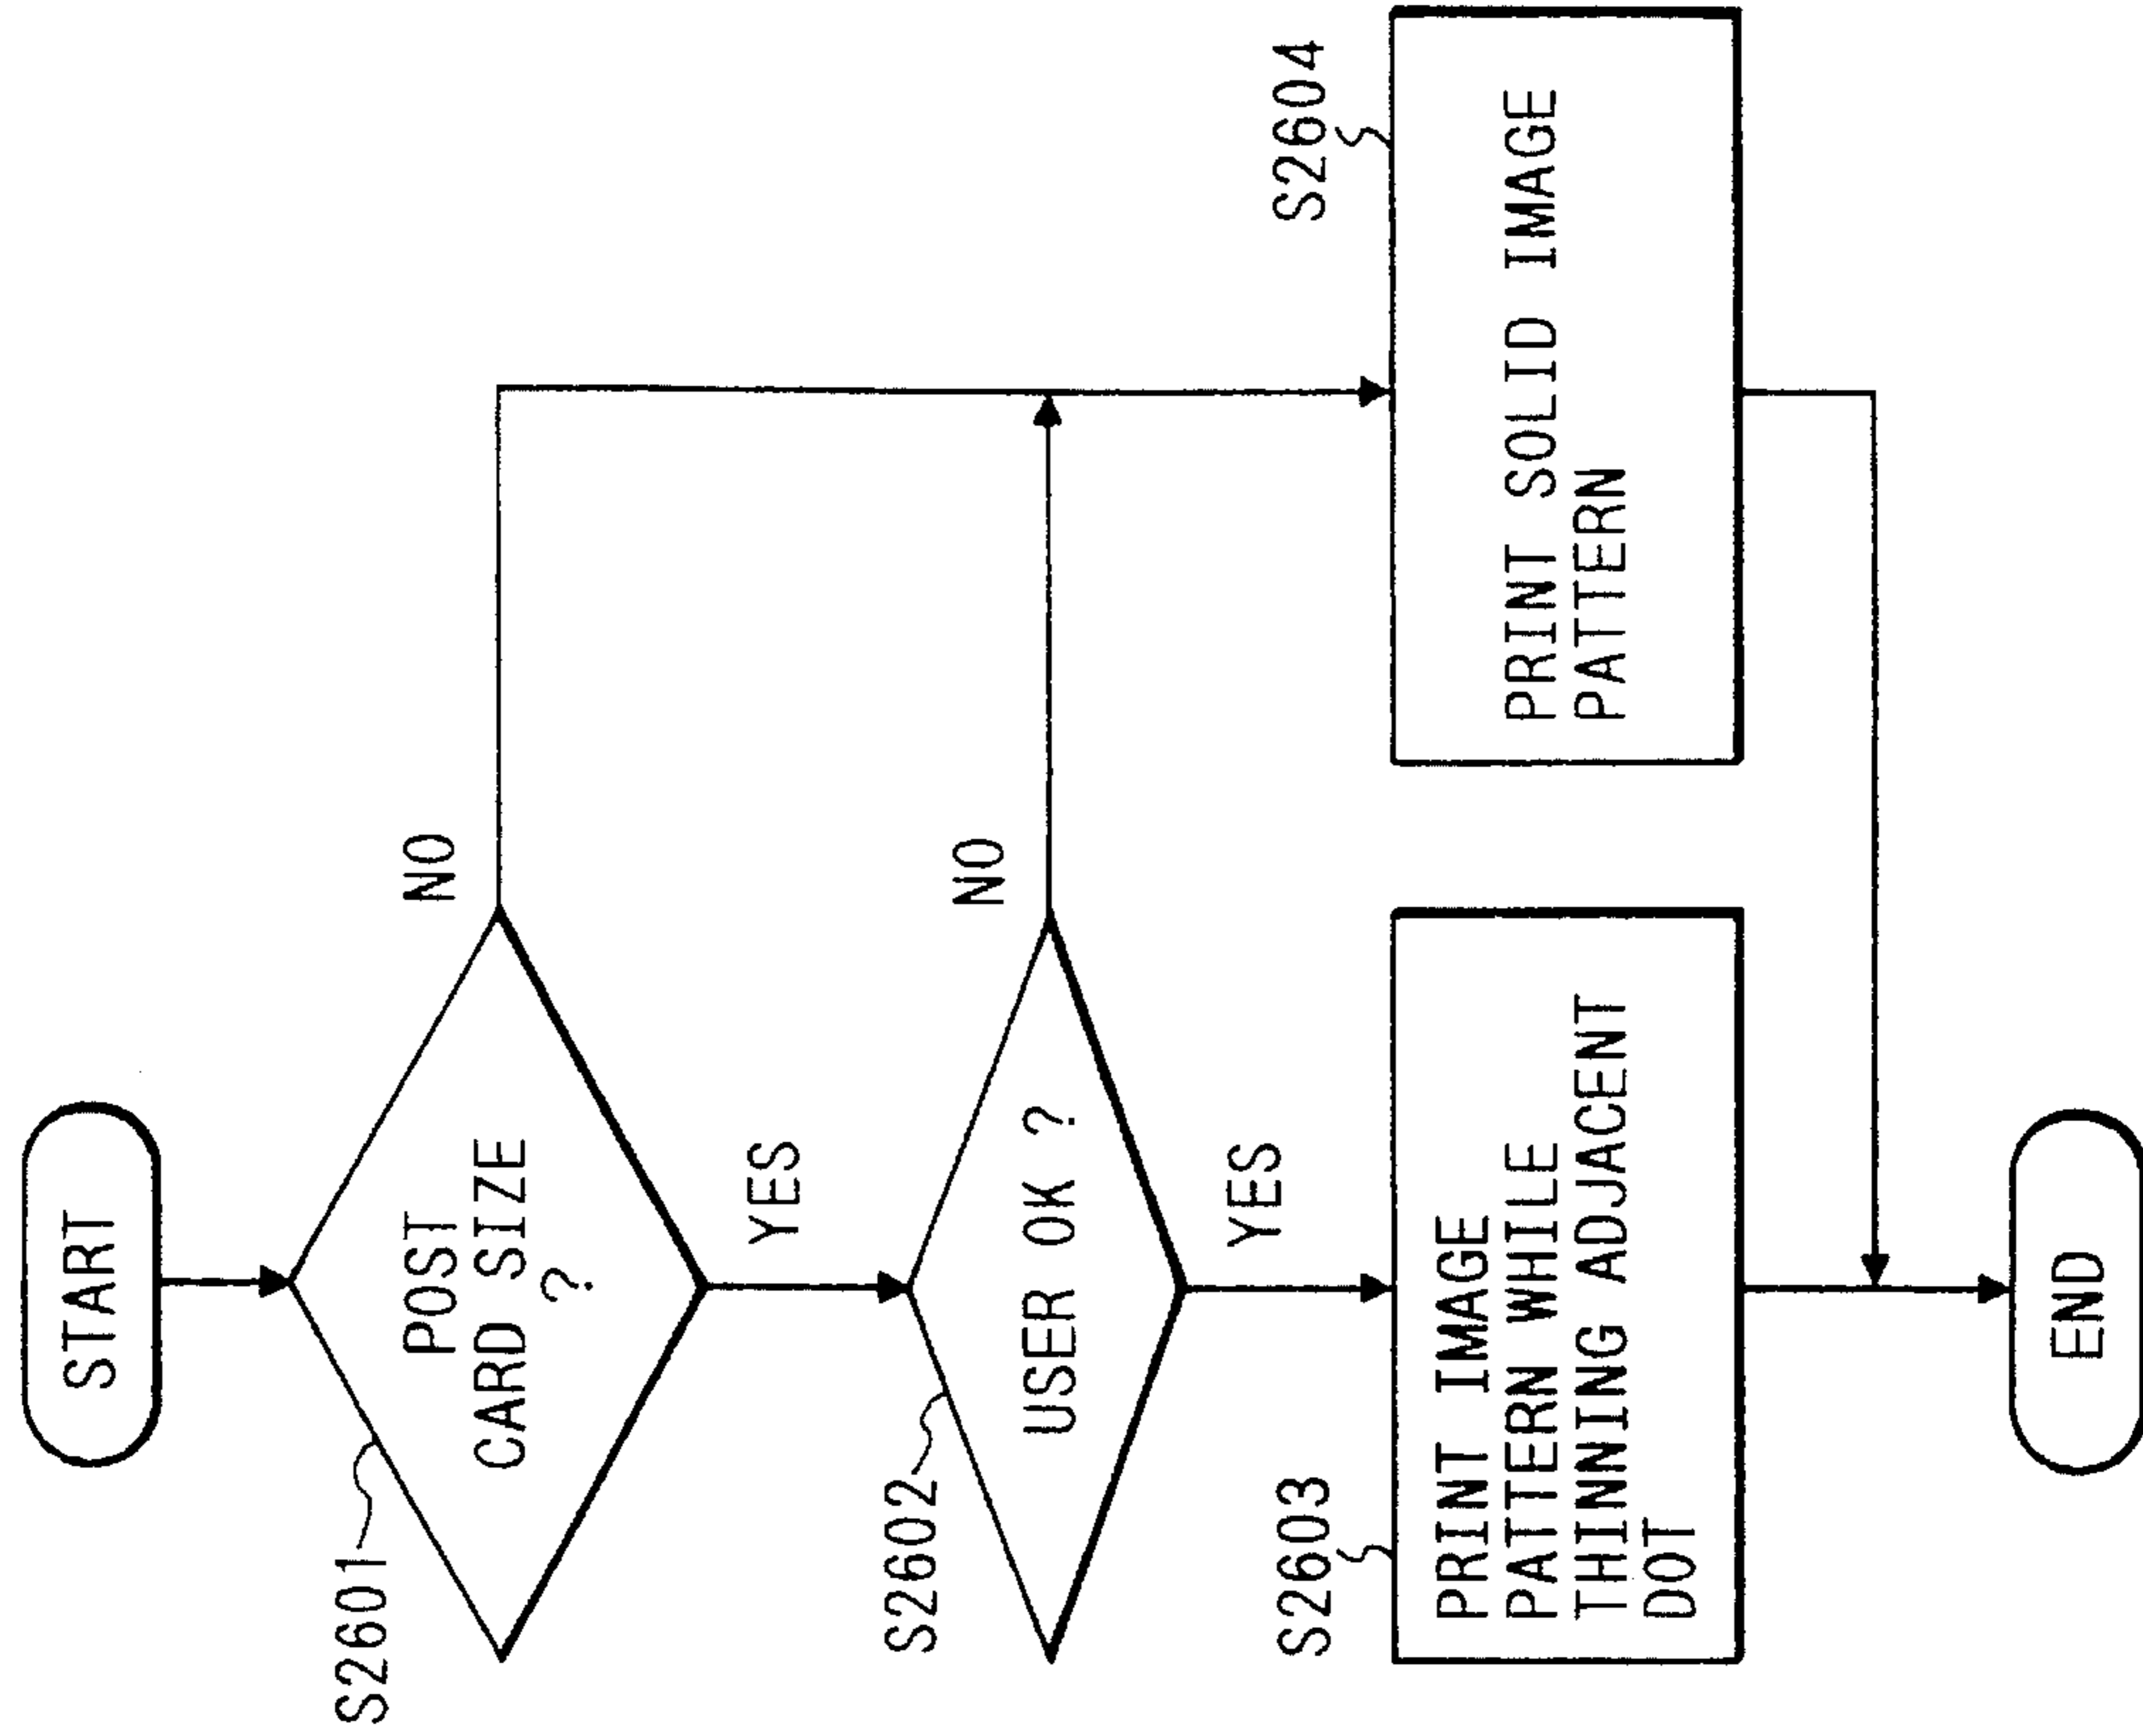 START
S2601
POST
CARD SIZE
?
NO
YES
S2602
USER OK ?
NO
YES
S2603
PRINT IMAGE
PATTERN WHILE
THINNING ADJACENT
DOT
S2604
PRINT SOLID IMAGE
PATTERN
END